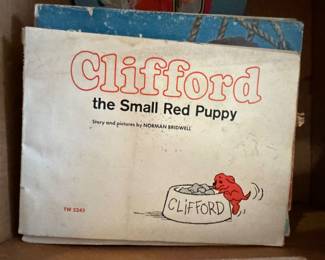 Clifford
the Small Red Puppy
Story and pictures by NORMAN BRIDWELL
CLIFFORD
TW 2243